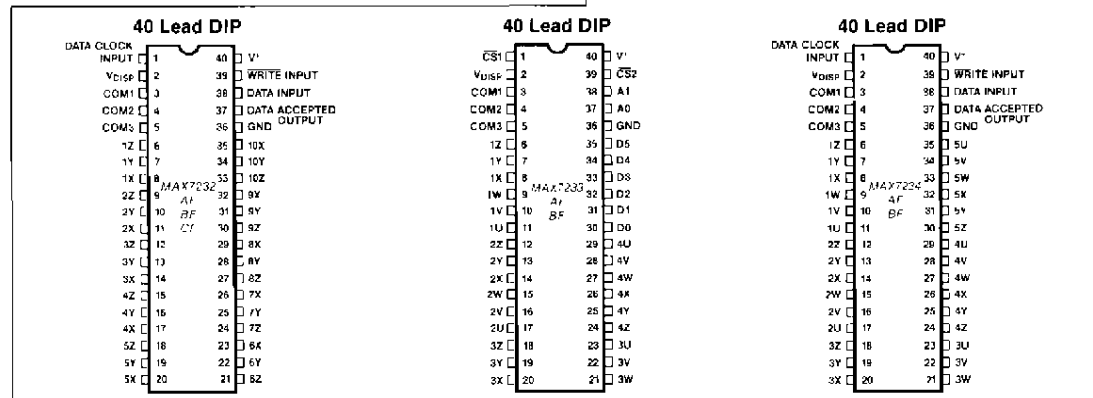 40 Lead DIP
DATA CLOCK
INPUT 1 40 V+
VDISP 2 39 WRITE INPUT
COM1 3 38 DATA INPUT
COM2 4 37 DATA ACCEPTED
OUTPUT
COM3 5 36 GND
1Z 6 35 10X
1Y 7 34 10Y
1X 8 33 10Z
MAX7232
2Z 9 32 9X
AF
2Y 10 31 9Y
BF
2X 11 30 9Z
CF
3Z 12 29 8X
3Y 13 28 8Y
3X 14 27 8Z
4Z 15 26 7X
4Y 16 25 7Y
4X 17 24 7Z
5Z 18 23 6X
5Y 19 22 6Y
5X 20 21 6Z
40 Lead DIP
CS1 1 40 V+
VDISP 2 39 CS2
COM1 3 38 A1
COM2 4 37 A0
COM3 5 36 GND
1Z 6 35 D5
1Y 7 34 D4
1X 8 33 D3
MAX7233
1W 9 32 D2
AF
1V 10 31 D1
BF
1U 11 30 D0
2Z 12 29 4U
2Y 13 28 4V
2X 14 27 4W
2W 15 26 4X
2V 16 25 4Y
2U 17 24 4Z
3Z 18 23 3U
3Y 19 22 3V
3X 20 21 3W
40 Lead DIP
DATA CLOCK
INPUT 1 40 V+
VDISP 2 39 WRITE INPUT
COM1 3 38 DATA INPUT
COM2 4 37 DATA ACCEPTED
OUTPUT
COM3 5 36 GND
1Z 6 35 5U
1Y 7 34 5V
1X 8 33 5W
MAX7234
1W 9 32 5X
AF
1V 10 31 5Y
BF
1U 11 30 5Z
2Z 12 29 4U
2Y 13 28 4V
2X 14 27 4W
2W 15 26 4X
2V 16 25 4Y
2U 17 24 4Z
3Z 18 23 3U
3Y 19 22 3V
3X 20 21 3W